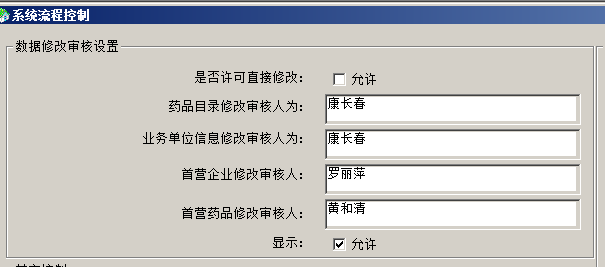 系统流程控制
数据修改审核设置
是否许可直接修改： 允许
药品目录修改审核人为： 康长春
业务单位信息修改审核人为： 康长春
首营企业修改审核人： 罗丽萍
首营药品修改审核人： 黄和清
显示： 允许